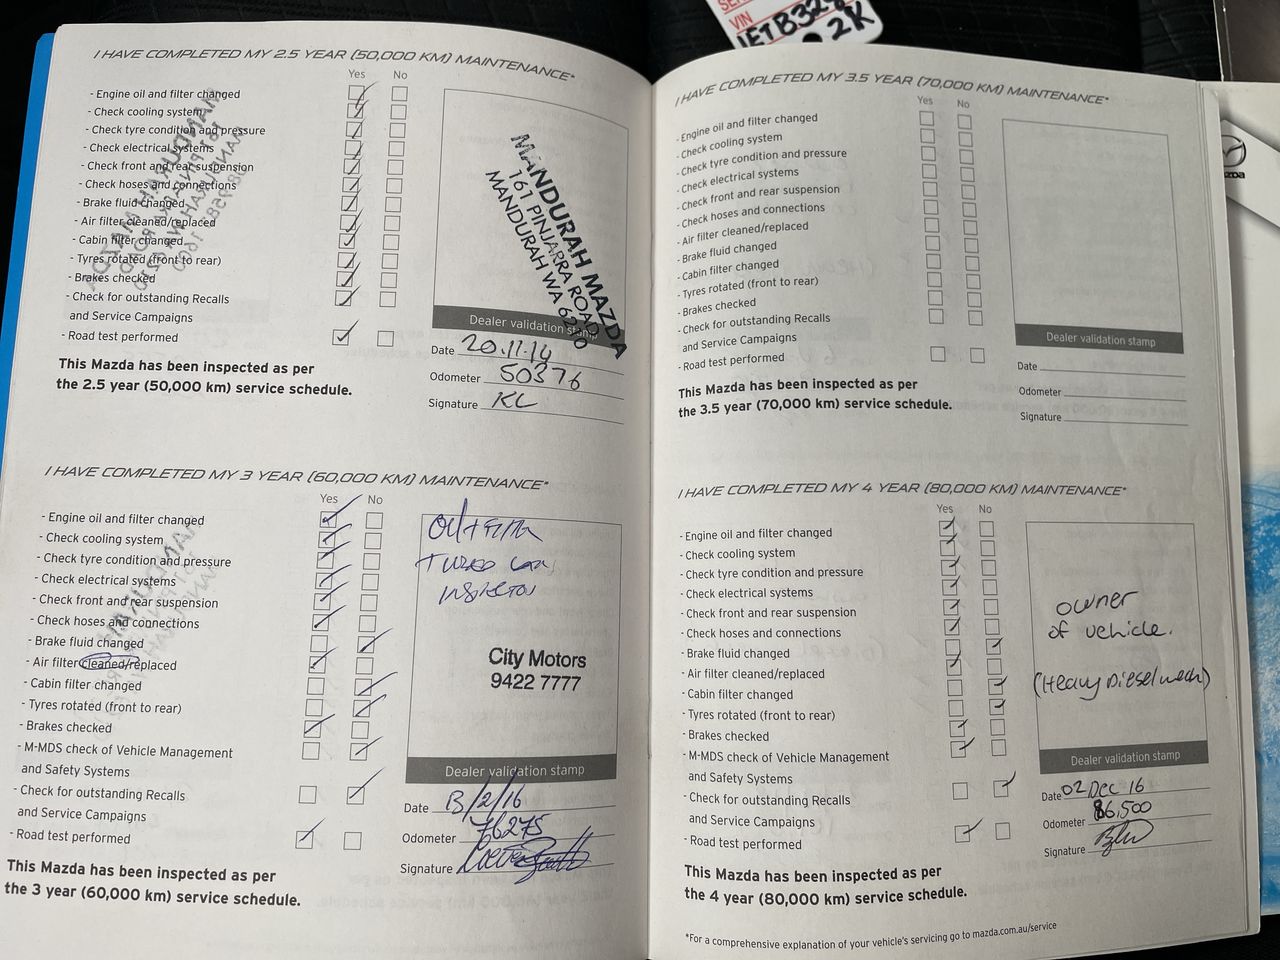 I HAVE COMPLETED MY 2.5 YEAR (50,000 KM) MAINTENANCE*
Yes No
- Engine oil and filter changed
- Check cooling system
- Check tyre condition and pressure
- Check electrical systems
- Check front and rear suspension
- Check hoses and connections
- Brake fluid changed
- Air filter cleaned/replaced
- Cabin filter changed
- Tyres rotated (front to rear)
- Brakes checked
- Check for outstanding Recalls
and Service Campaigns
- Road test performed
This Mazda has been inspected as per
the 2.5 year (50,000 km) service schedule.
MANDURAH MAZDA
161 PINJARRA ROAD
MANDURAH WA 6210
Dealer validation stamp
Date 20.11.14
Odometer 50376
Signature KL
I HAVE COMPLETED MY 3 YEAR (60,000 KM) MAINTENANCE*
Yes No
- Engine oil and filter changed
- Check cooling system
- Check tyre condition and pressure
- Check electrical systems
- Check front and rear suspension
- Check hoses and connections
- Brake fluid changed
- Air filter cleaned/replaced
- Cabin filter changed
- Tyres rotated (front to rear)
- Brakes checked
- M-MDS check of Vehicle Management
and Safety Systems
- Check for outstanding Recalls
and Service Campaigns
- Road test performed
This Mazda has been inspected as per
the 3 year (60,000 km) service schedule.
City Motors
9422 7777
Dealer validation stamp
Date /2/16
Odometer 76275
Signature
SE
VIN
2K
I HAVE COMPLETED MY 3.5 YEAR (70,000 KM) MAINTENANCE*
Yes No
- Engine oil and filter changed
- Check cooling system
- Check tyre condition and pressure
- Check electrical systems
- Check front and rear suspension
- Check hoses and connections
- Air filter cleaned/replaced
- Brake fluid changed
- Cabin filter changed
- Tyres rotated (front to rear)
- Brakes checked
- Check for outstanding Recalls
and Service Campaigns
- Road test performed
This Mazda has been inspected as per
the 3.5 year (70,000 km) service schedule.
Dealer validation stamp
Date
Odometer
Signature
I HAVE COMPLETED MY 4 YEAR (80,000 KM) MAINTENANCE*
Yes No
- Engine oil and filter changed
- Check cooling system
- Check tyre condition and pressure
- Check electrical systems
- Check front and rear suspension
- Check hoses and connections
- Brake fluid changed
- Air filter cleaned/replaced
- Cabin filter changed
- Tyres rotated (front to rear)
- Brakes checked
- M-MDS check of Vehicle Management
and Safety Systems
- Check for outstanding Recalls
and Service Campaigns
- Road test performed
This Mazda has been inspected as per
the 4 year (80,000 km) service schedule.
owner
of vehicle.
(Heavy Diesel mech)
Dealer validation stamp
Date 02 Dec 16
Odometer 86,500
Signature
*For a comprehensive explanation of your vehicle's servicing go to mazda.com.au/service